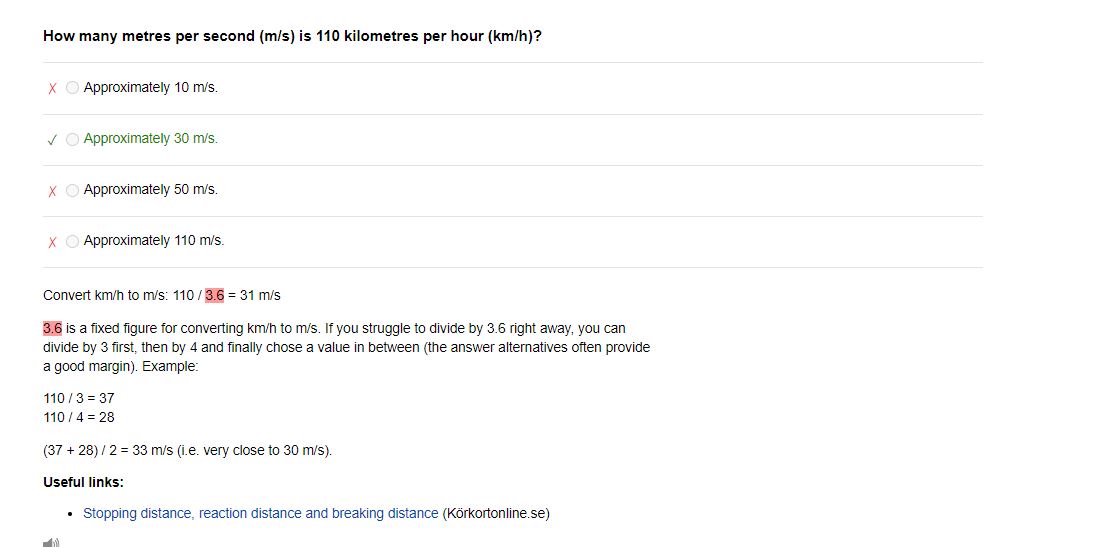 How many metres per second (m/s) is 110 kilometres per hour (km/h)?
Approximately 10 m/s.
Approximately 30 m/s.
Approximately 50 m/s.
Approximately 110 m/s.
Convert km/h to m/s: 110 / 3.6 = 31 m/s
3.6 is a fixed figure for converting km/h to m/s. If you struggle to divide by 3.6 right away, you can
divide by 3 first, then by 4 and finally chose a value in between (the answer alternatives often provide
a good margin). Example:
110 / 3 = 37
110 / 4 = 28
(37 + 28) / 2 = 33 m/s (i.e. very close to 30 m/s).
Useful links:
• Stopping distance, reaction distance and breaking distance (Körkortonline.se)